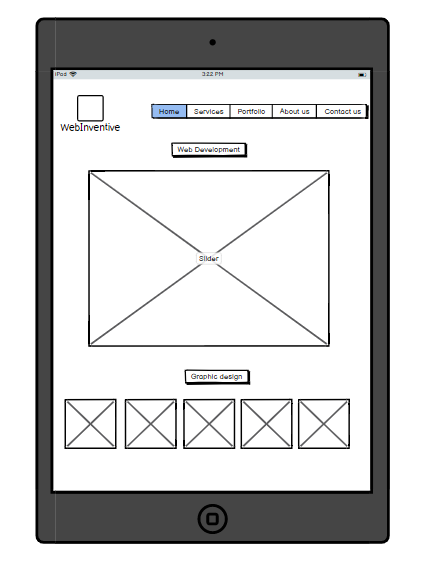 iPod 3:22 PM
WebInventive
Home Services Portfolio About us Contact us
Web Development
Slider
Graphic design